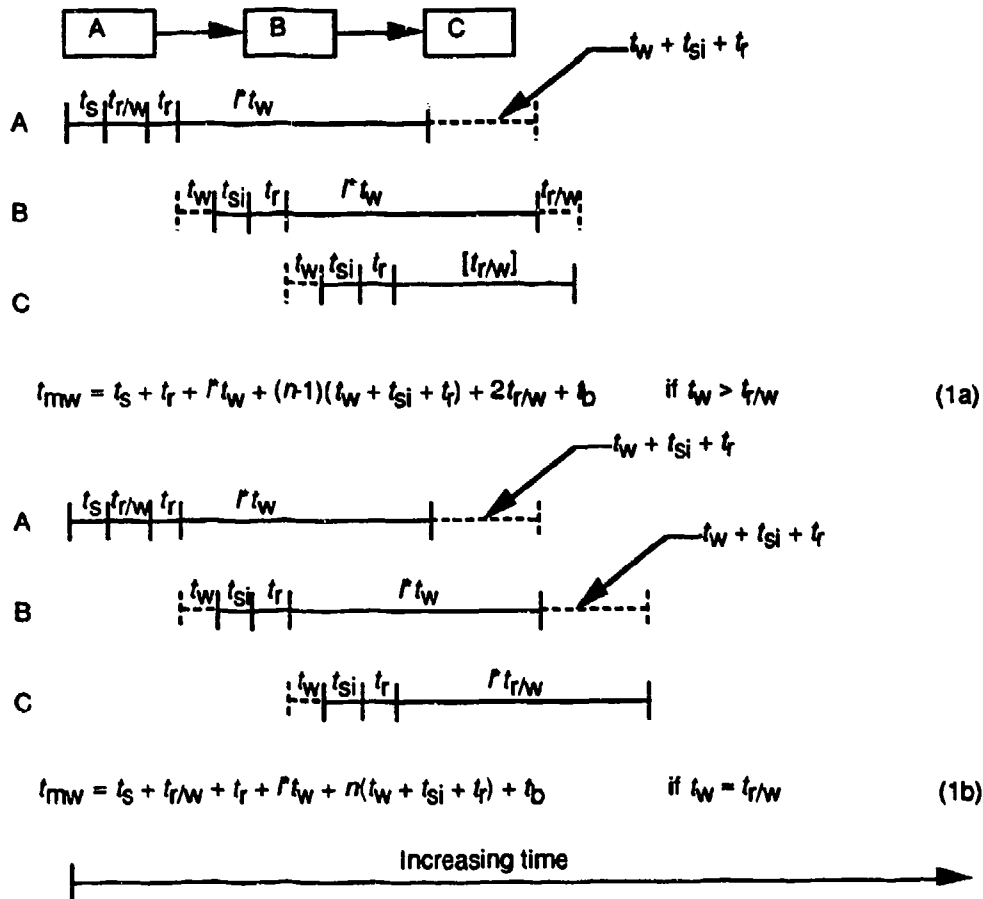 A B C
t_w + t_si + t_r
A t_s t_r/w t_r l* t_w
B t_w t_si t_r l* t_w t_r/w
C t_w t_si t_r [t_r/w]
t_mw = t_s + t_r + l* t_w + (n-1)(t_w + t_si + t_r) + 2t_r/w + t_b if t_w > t_r/w (1a)
t_w + t_si + t_r
A t_s t_r/w t_r l* t_w
t_w + t_si + t_r
B t_w t_si t_r l* t_w
C t_w t_si t_r l* t_r/w
t_mw = t_s + t_r/w + t_r + l* t_w + n(t_w + t_si + t_r) + t_b if t_w = t_r/w (1b)
Increasing time